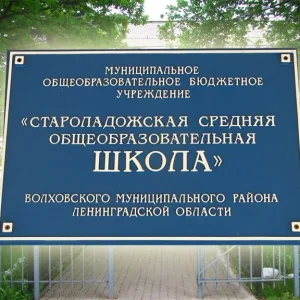 МУНИЦИПАЛЬНОЕ
ОБЩЕОБРАЗОВАТЕЛЬНОЕ БЮДЖЕТНОЕ
УЧРЕЖДЕНИЕ
«СТАРОЛАДОЖСКАЯ СРЕДНЯЯ
ОБЩЕОБРАЗОВАТЕЛЬНАЯ
ШКОЛА»
ВОЛХОВСКОГО МУНИЦИПАЛЬНОГО РАЙОНА
ЛЕНИНГРАДСКОЙ ОБЛАСТИ